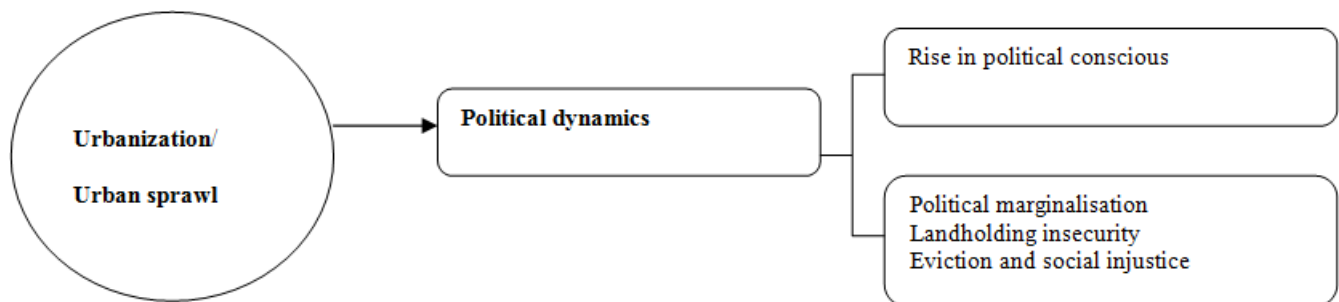 Urbanization/
Urban sprawl
Political dynamics
Rise in political conscious
Political marginalisation
Landholding insecurity
Eviction and social injustice